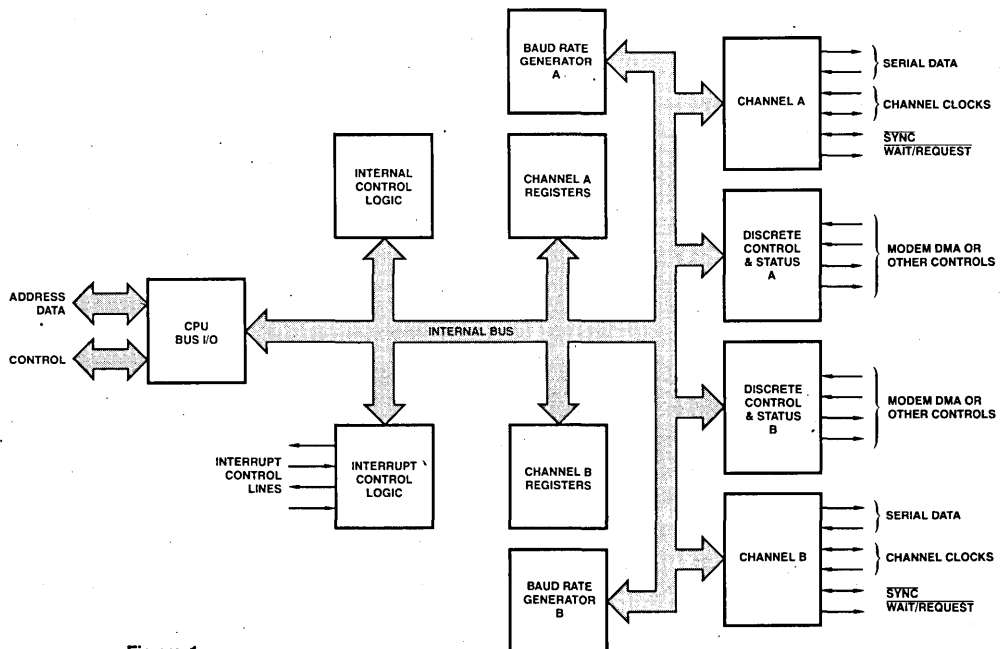 BAUD RATE
GENERATOR
A
CHANNEL A
SERIAL DATA
CHANNEL CLOCKS
SYNC
WAIT/REQUEST
INTERNAL
CONTROL
LOGIC
CHANNEL A
REGISTERS
DISCRETE
CONTROL
& STATUS
A
MODEM DMA OR
OTHER CONTROLS
ADDRESS
DATA
CONTROL
CPU
BUS I/O
INTERNAL BUS
DISCRETE
CONTROL
& STATUS
B
MODEM DMA OR
OTHER CONTROLS
INTERRUPT
CONTROL
LINES
INTERRUPT
CONTROL
LOGIC
CHANNEL B
REGISTERS
CHANNEL B
SERIAL DATA
CHANNEL CLOCKS
SYNC
WAIT/REQUEST
BAUD RATE
GENERATOR
B
Figure 1